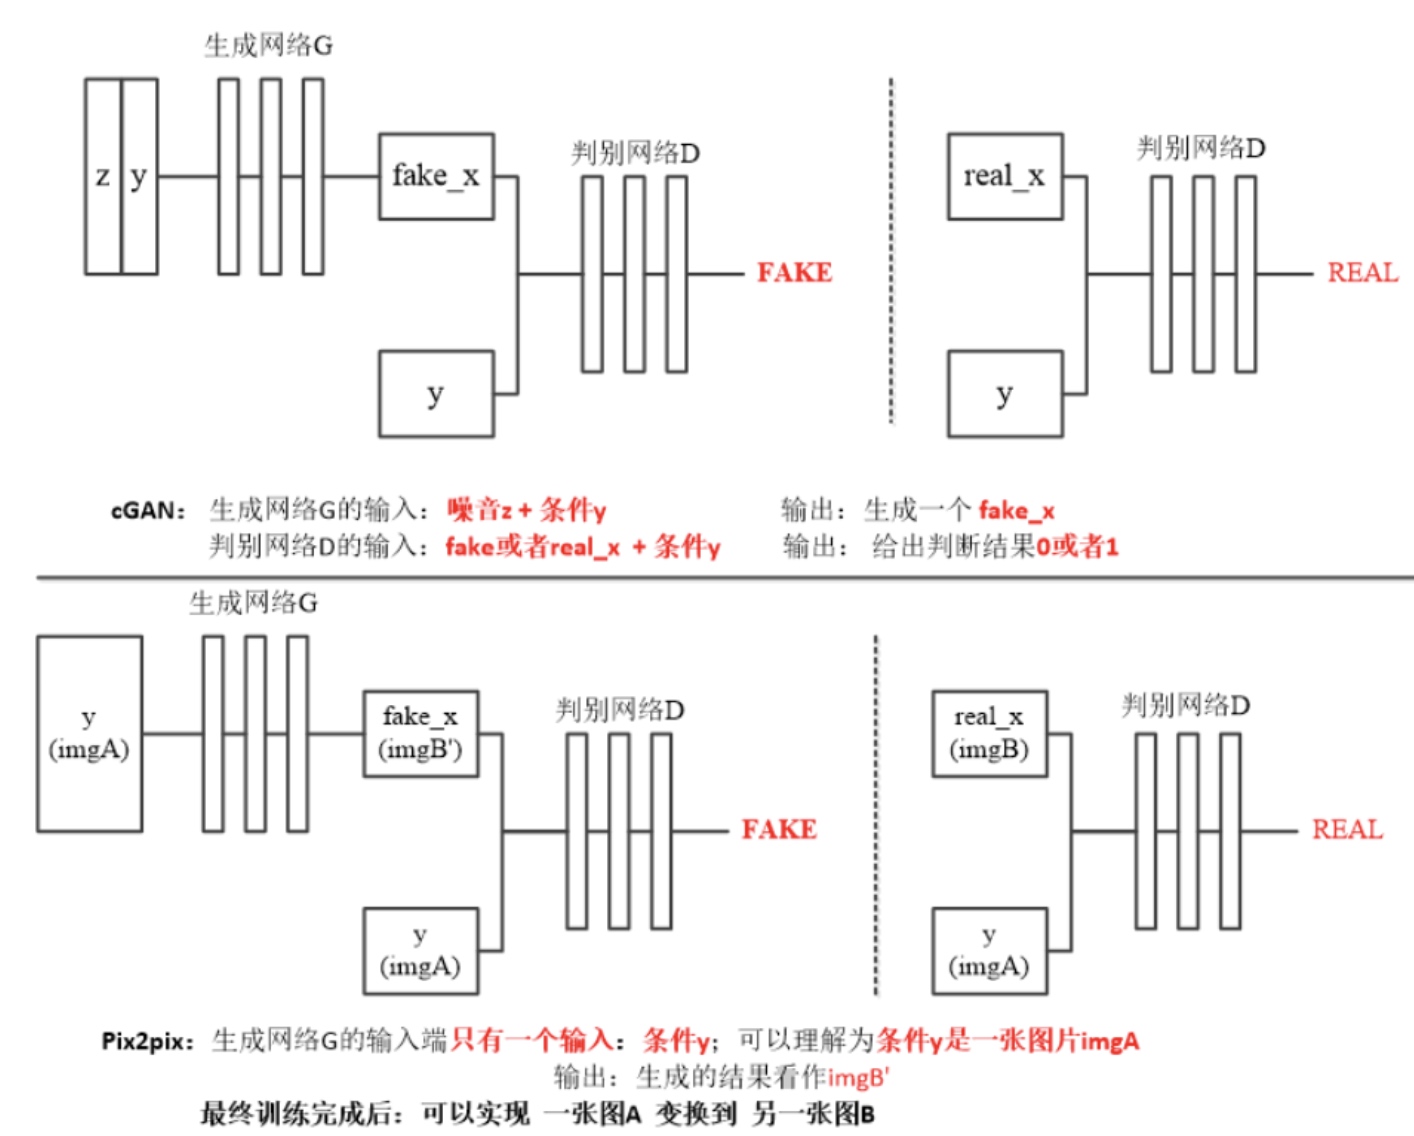 生成网络G
z y
fake_x
判别网络D
FAKE
y
real_x
判别网络D
REAL
y
cGAN： 生成网络G的输入：噪音z + 条件y 输出：生成一个 fake_x
判别网络D的输入：fake或者real_x + 条件y 输出： 给出判断结果0或者1
生成网络G
y
(imgA)
fake_x
(imgB')
判别网络D
FAKE
y
(imgA)
real_x
(imgB)
判别网络D
REAL
y
(imgA)
Pix2pix：生成网络G的输入端只有一个输入：条件y；可以理解为条件y是一张图片imgA
输出：生成的结果看作imgB'
最终训练完成后：可以实现 一张图A 变换到 另一张图B